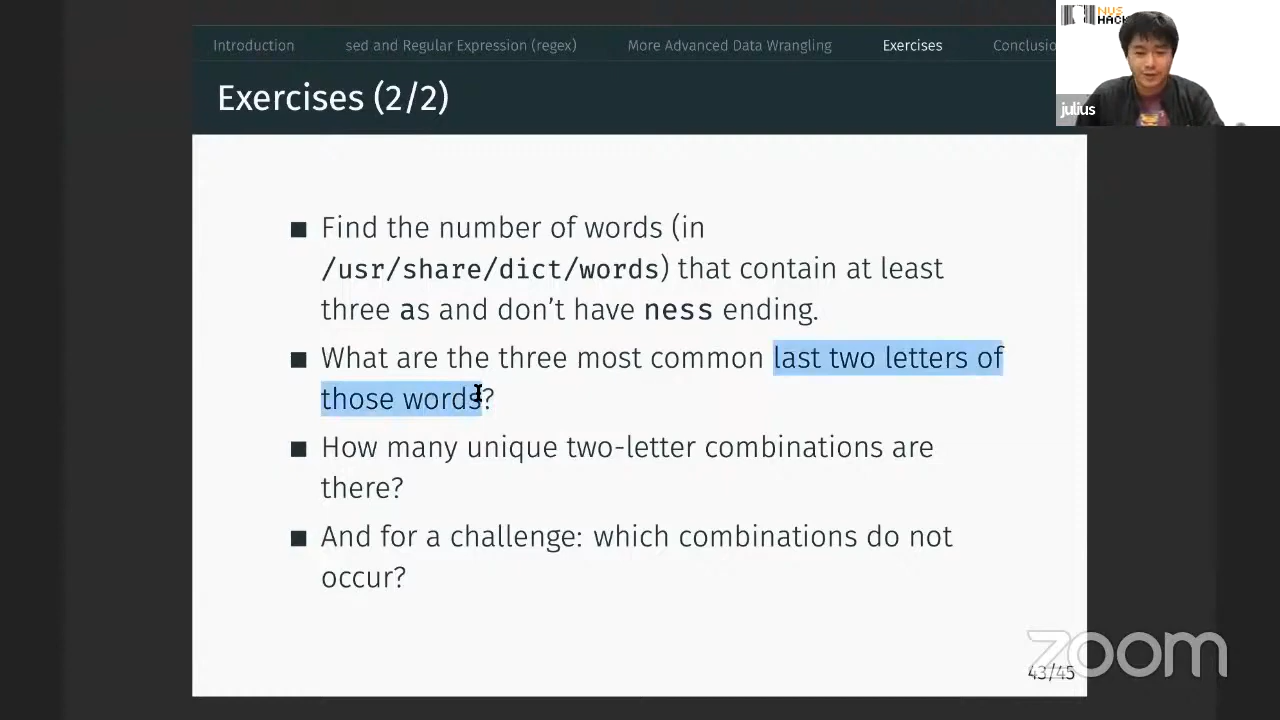 NUS
HACK
julius
Introduction sed and Regular Expression (regex) More Advanced Data Wrangling Exercises Conclusio
Exercises (2/2)
■ Find the number of words (in
/usr/share/dict/words) that contain at least
three as and don't have ness ending.
■ What are the three most common last two letters of
those words?
■ How many unique two-letter combinations are
there?
■ And for a challenge: which combinations do not
occur?
zoom
43/45